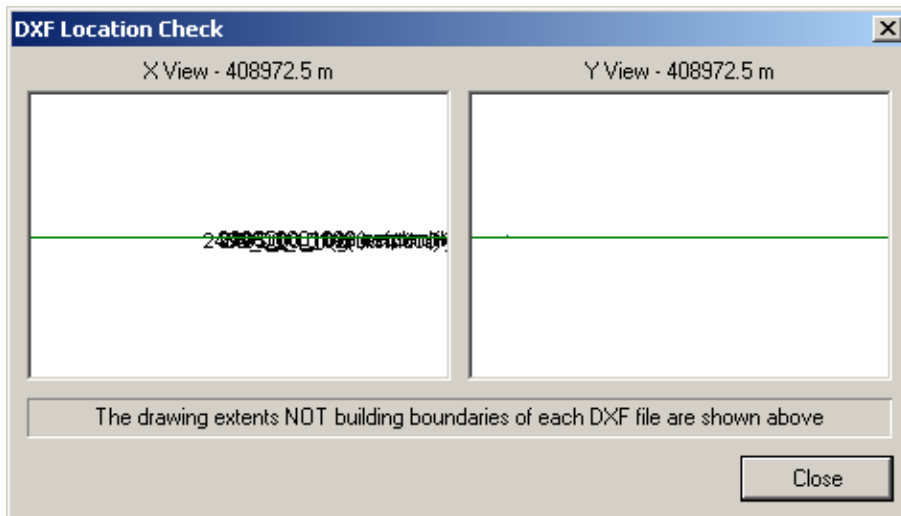 DXF Location Check
X View - 408972.5 m
Y View - 408972.5 m
The drawing extents NOT building boundaries of each DXF file are shown above
Close